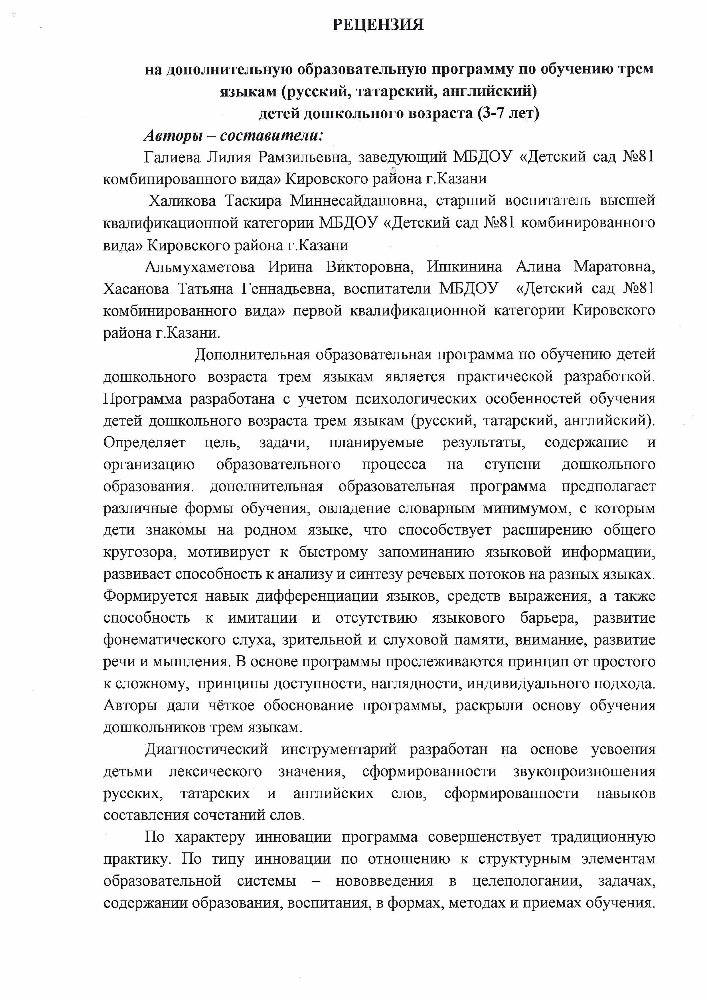 РЕЦЕНЗИЯ
на дополнительную образовательную программу по обучению трем
языкам (русский, татарский, английский)
детей дошкольного возраста (3-7 лет)
Авторы – составители:
Галиева Лилия Рамзильевна, заведующий МБДОУ «Детский сад №81
комбинированного вида» Кировского района г.Казани
Халикова Таскира Миннесайдашовна, старший воспитатель высшей
квалификационной категории МБДОУ «Детский сад №81 комбинированного
вида» Кировского района г.Казани
Альмухаметова Ирина Викторовна, Ишкинина Алина Маратовна,
Хасанова Татьяна Геннадьевна, воспитатели МБДОУ «Детский сад №81
комбинированного вида» первой квалификационной категории Кировского
района г.Казани.
Дополнительная образовательная программа по обучению детей
дошкольного возраста трем языкам является практической разработкой.
Программа разработана с учетом психологических особенностей обучения
детей дошкольного возраста трем языкам (русский, татарский, английский).
Определяет цель, задачи, планируемые результаты, содержание и
организацию образовательного процесса на ступени дошкольного
образования. дополнительная образовательная программа предполагает
различные формы обучения, овладение словарным минимумом, с которым
дети знакомы на родном языке, что способствует расширению общего
кругозора, мотивирует к быстрому запоминанию языковой информации,
развивает способность к анализу и синтезу речевых потоков на разных языках.
Формируется навык дифференциации языков, средств выражения, а также
способность к имитации и отсутствию языкового барьера, развитие
фонематического слуха, зрительной и слуховой памяти, внимание, развитие
речи и мышления. В основе программы прослеживаются принцип от простого
к сложному, принципы доступности, наглядности, индивидуального подхода.
Авторы дали чёткое обоснование программы, раскрыли основу обучения
дошкольников трем языкам.
Диагностический инструментарий разработан на основе усвоения
детьми лексического значения, сформированности звукопроизношения
русских, татарских и английских слов, сформированности навыков
составления сочетаний слов.
По характеру инновации программа совершенствует традиционную
практику. По типу инновации по отношению к структурным элементам
образовательной системы – нововведения в целепологании, задачах,
содержании образования, воспитания, в формах, методах и приемах обучения.